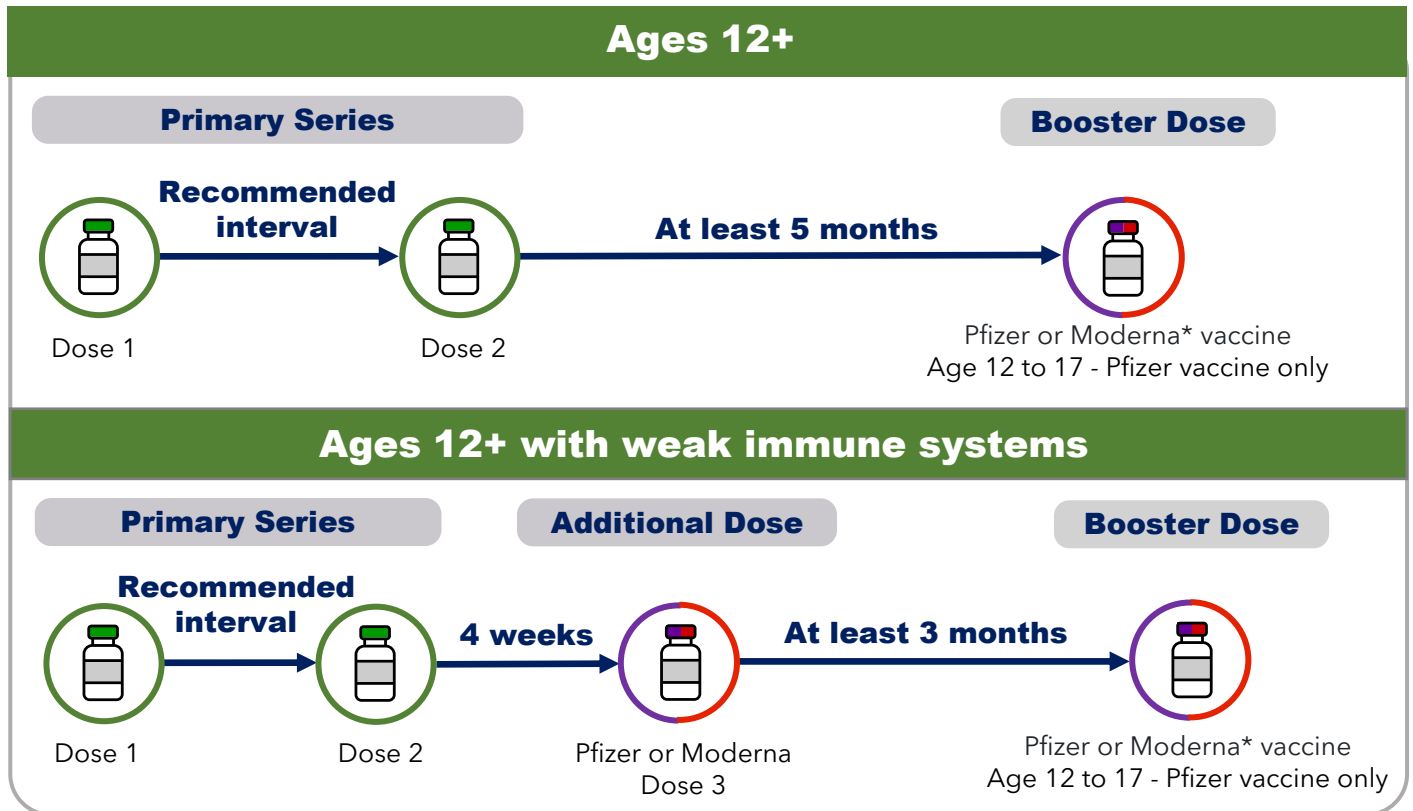 Ages 12+
Primary Series
Booster Dose
Recommended
interval
At least 5 months
Dose 1
Dose 2
Pfizer or Moderna* vaccine
Age 12 to 17 - Pfizer vaccine only
Ages 12+ with weak immune systems
Primary Series
Additional Dose
Booster Dose
Recommended
interval
4 weeks
At least 3 months
Dose 1
Dose 2
Pfizer or Moderna
Dose 3
Pfizer or Moderna* vaccine
Age 12 to 17 - Pfizer vaccine only